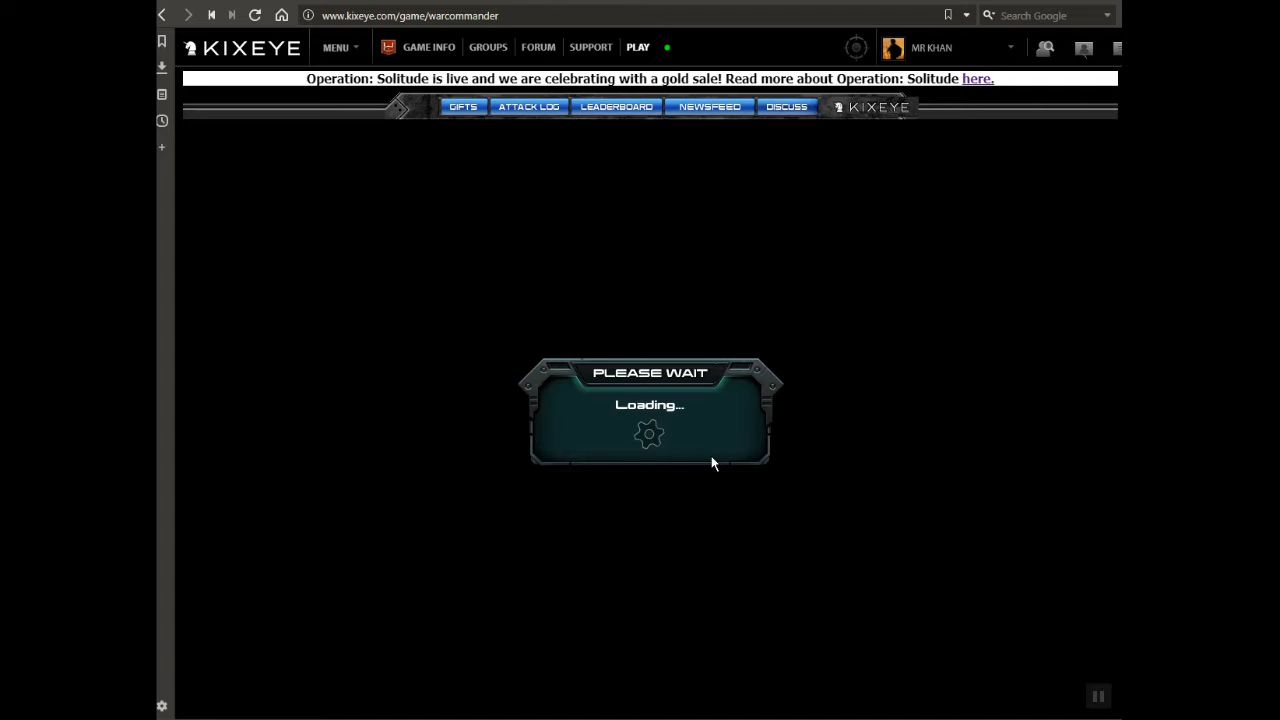 www.kixeye.com/game/warcommander
Search Google
KIXEYE
MENU
GAME INFO
GROUPS
FORUM
SUPPORT
PLAY
MR KHAN
Operation: Solitude is live and we are celebrating with a gold sale! Read more about Operation: Solitude here.
GIFTS
ATTACK LOG
LEADERBOARD
NEWSFEED
DISCUSS
KIXEYE
PLEASE WAIT
Loading...